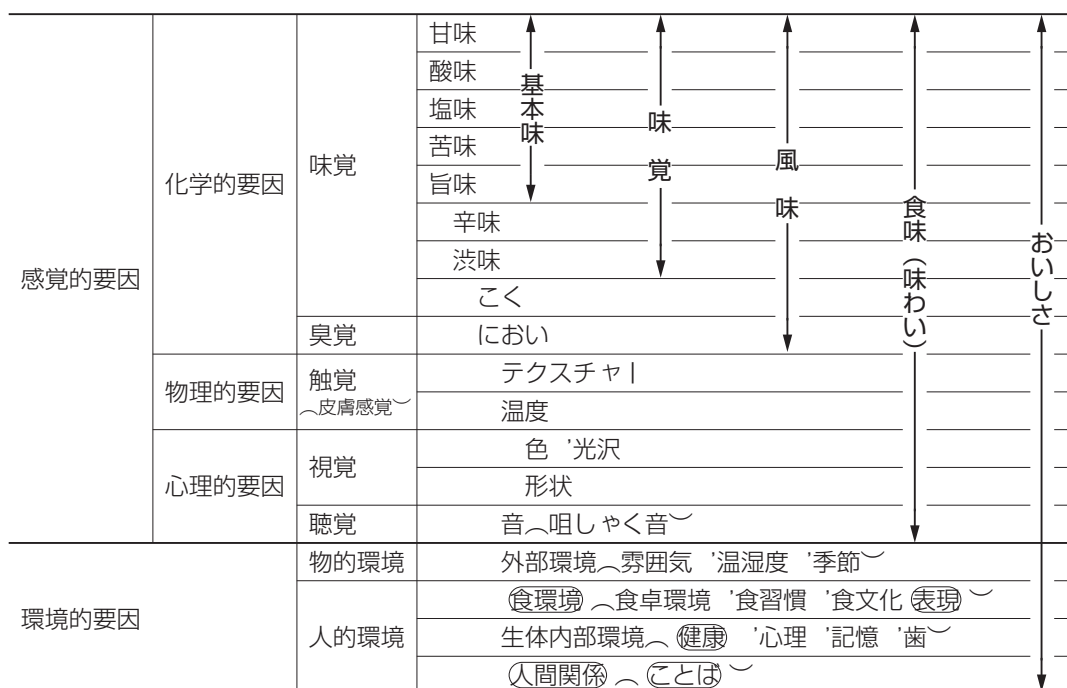 甘味
酸味
塩味
苦味
旨味
辛味
渋味
こく
におい
テクスチャー
温度
色、光沢
形状
音（咀しゃく音）
外部環境（雰囲気、温湿度、季節）
食環境（食卓環境、食習慣、食文化 表現）
生体内部環境（健康、心理、記憶、歯）
人間関係（ことば）
味覚
臭覚
触覚
（皮膚感覚）
視覚
聴覚
物的環境
人的環境
化学的要因
物理的要因
心理的要因
感覚的要因
環境的要因
基本味
味覚
風味
食味（味わい）
おいしさ